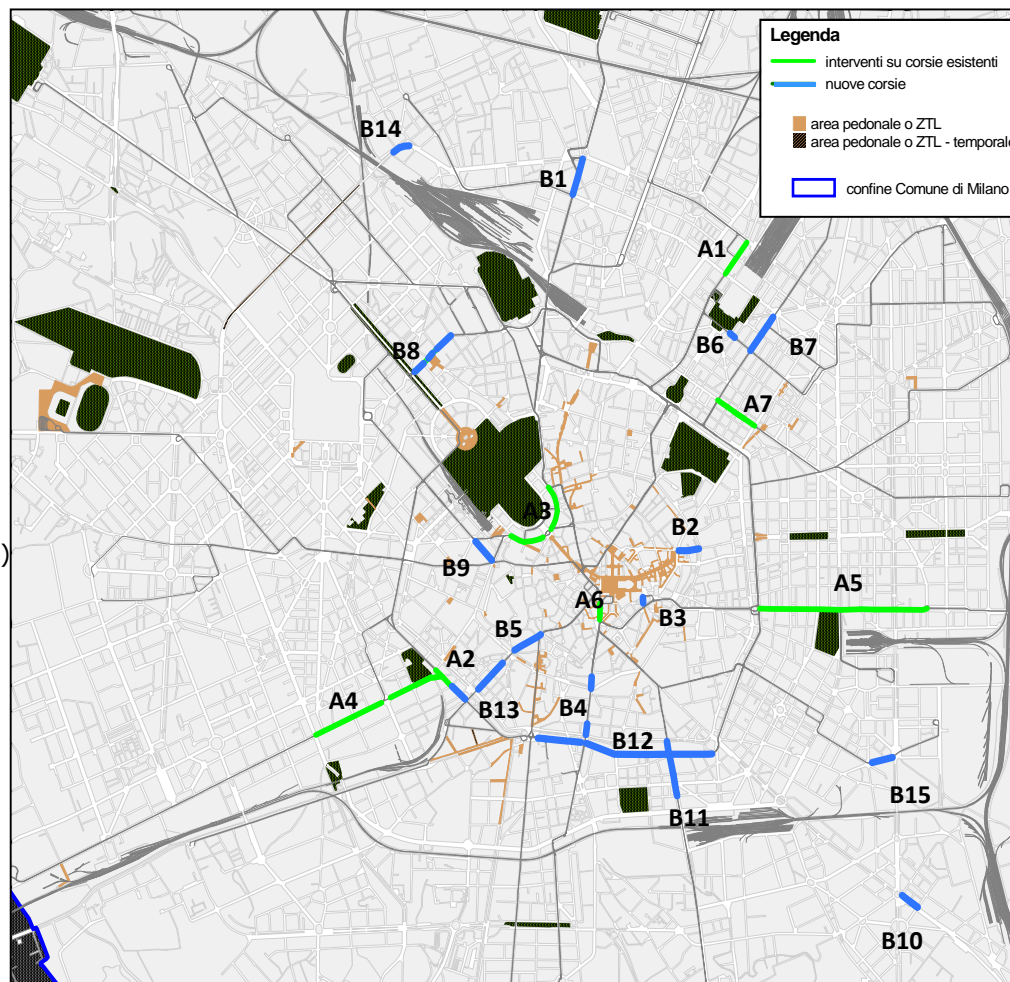 Legenda
interventi su corsie esistenti
nuove corsie
area pedonale o ZTL
area pedonale o ZTL - temporale
confine Comune di Milano
B14
B1
A1
B6
B7
B8
A7
A3
B2
)
B9
A5
A6
B3
B5
A2
A4
B13
B4
B12
B15
B11
B10